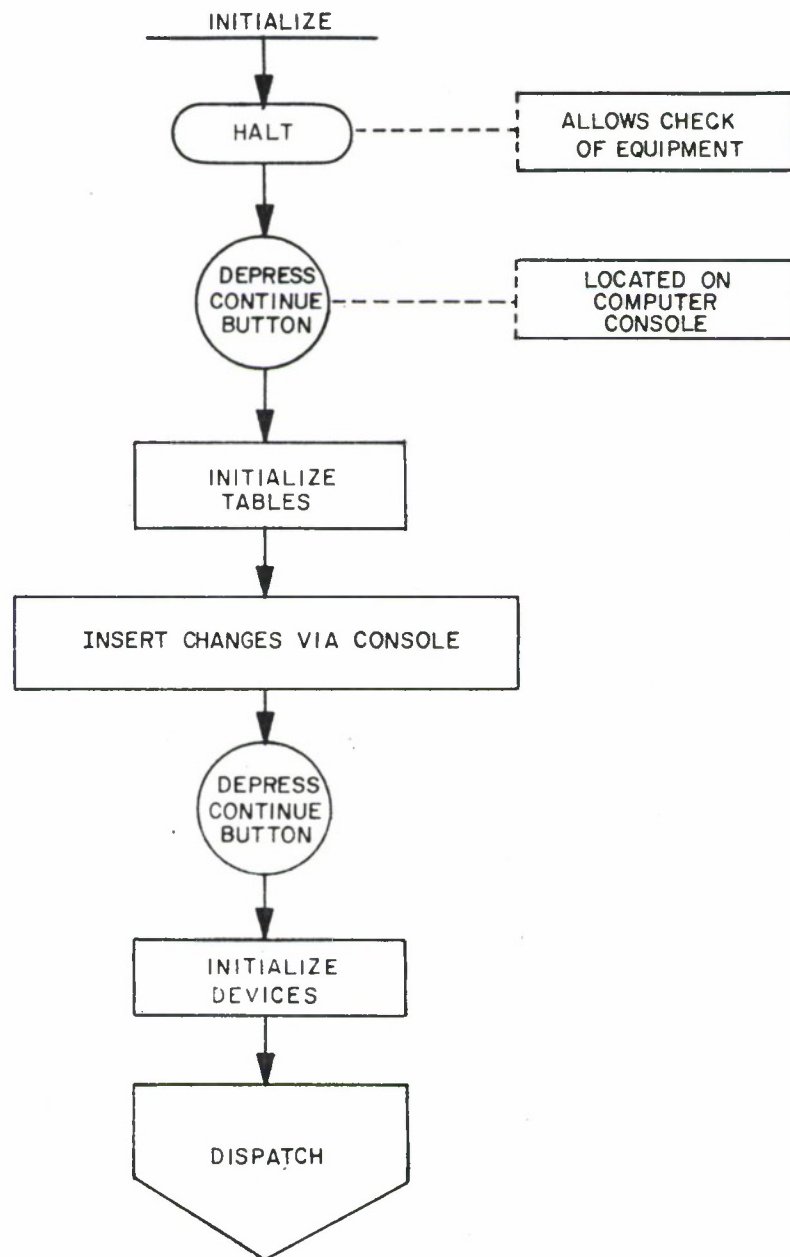 INITIALIZE
HALT
ALLOWS CHECK
OF EQUIPMENT
DEPRESS
CONTINUE
BUTTON
LOCATED ON
COMPUTER
CONSOLE
INITIALIZE
TABLES
INSERT CHANGES VIA CONSOLE
DEPRESS
CONTINUE
BUTTON
INITIALIZE
DEVICES
DISPATCH